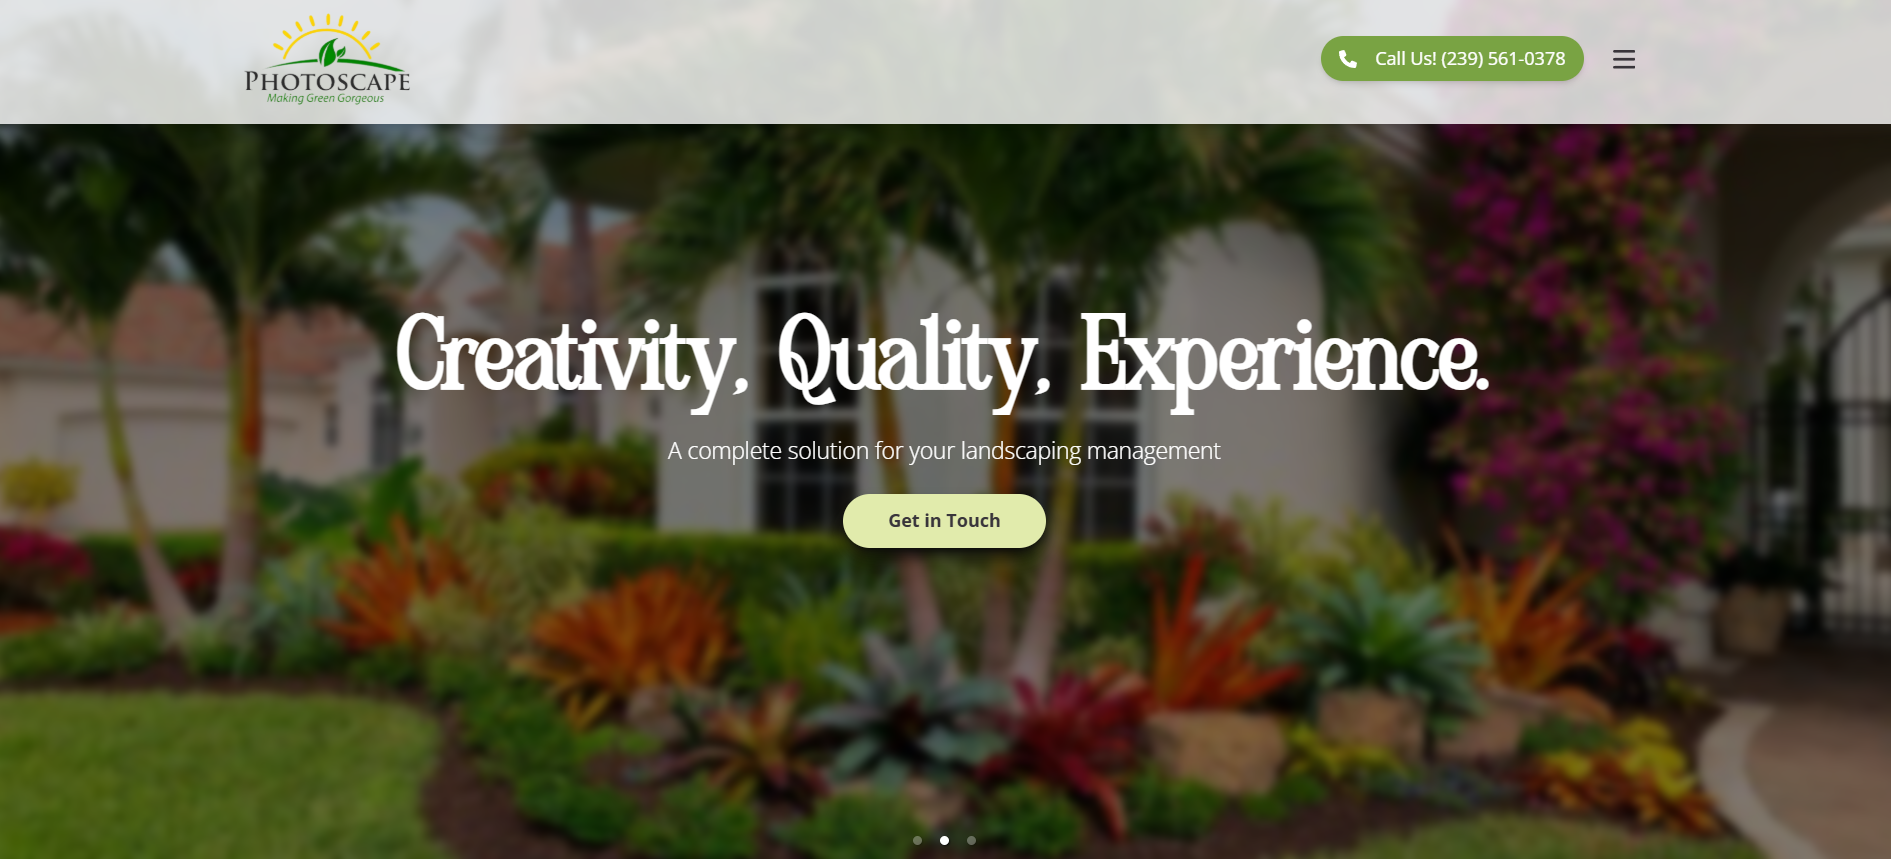 PHOTOSCAPE
Making Green Gorgeous
Call Us! (239) 561-0378
Creativity, Quality, Experience.
A complete solution for your landscaping management
Get in Touch